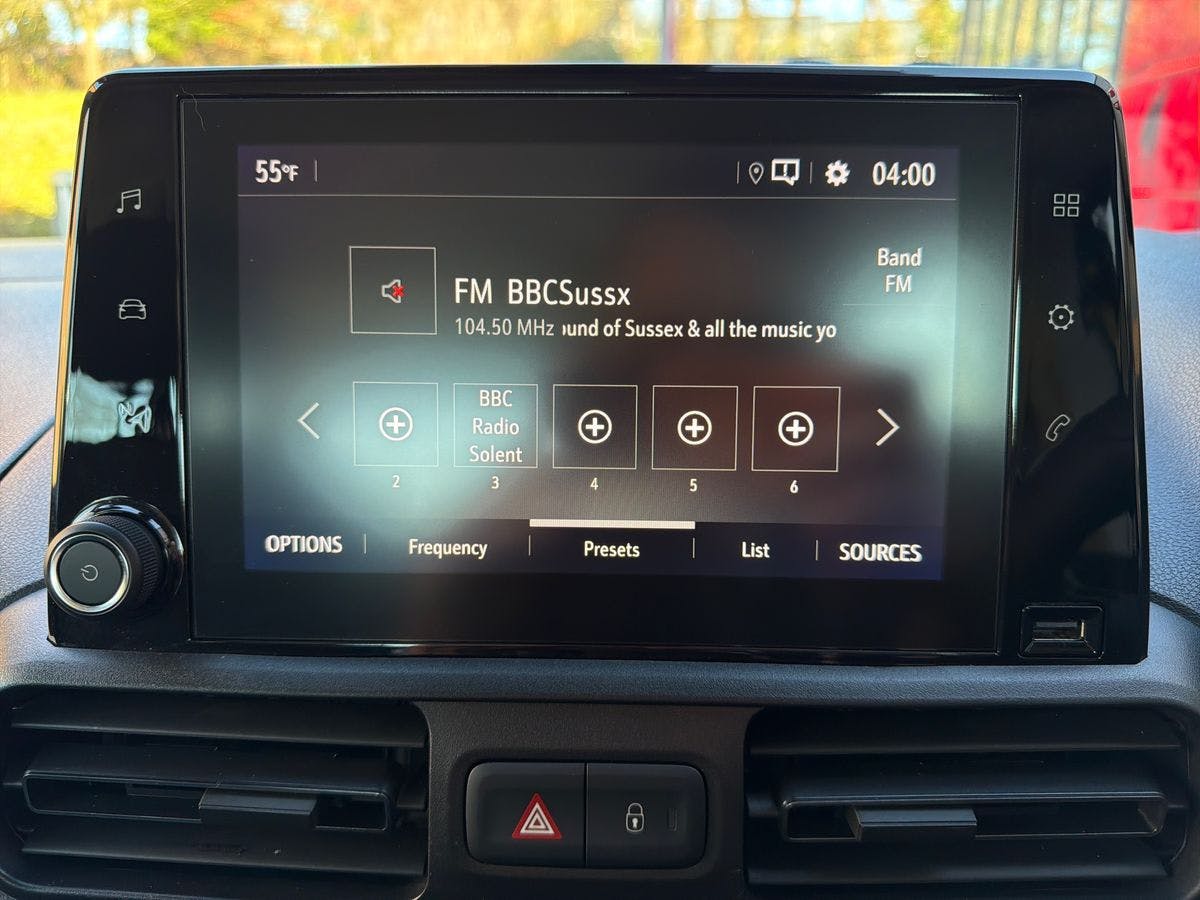 55°F
04:00
Band
FM
FM BBCSussx
104.50 MHz und of Sussex & all the music yo
BBC
Radio
Solent
2 3 4 5 6
OPTIONS Frequency Presets List SOURCES